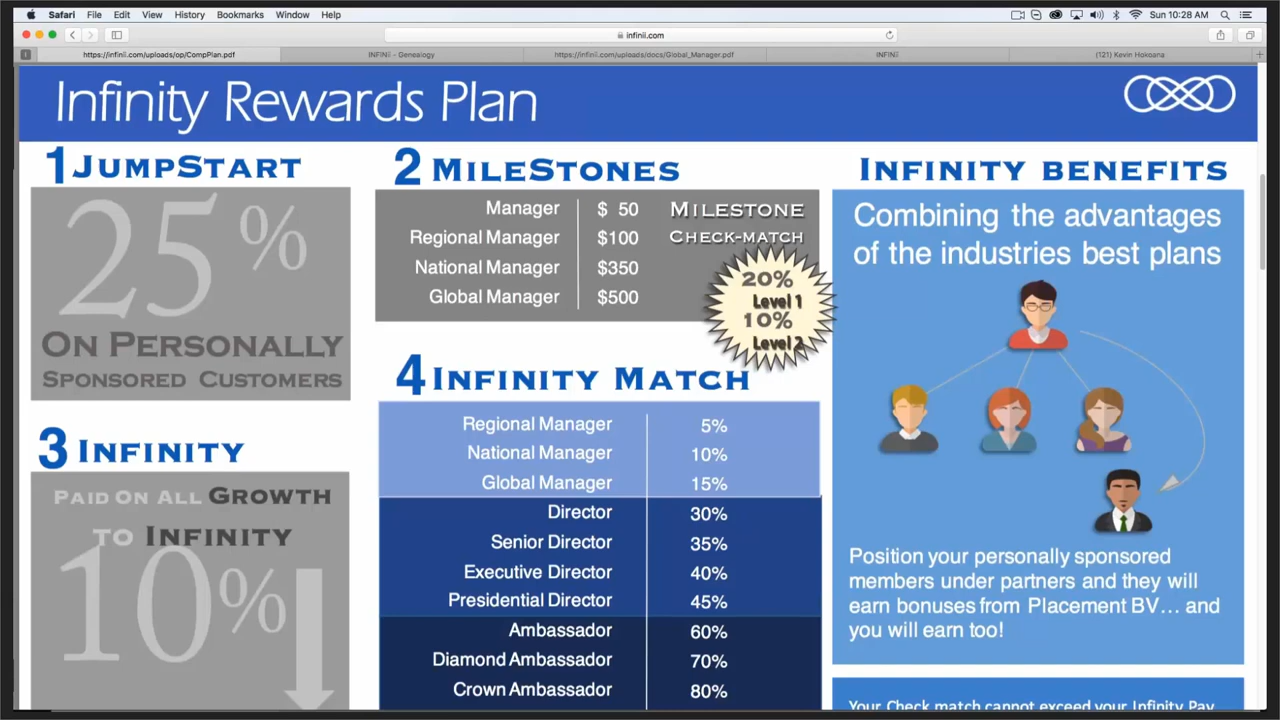 Safari File Edit View History Bookmarks Window Help Sun 10:28 AM
infinii.com
1 https://infinii.com/uploads/op/CompPlan.pdf INFINii - Genealogy https://infinii.com/uploads/docs/Global_Manager.pdf INFINii (121) Kevin Hokoana
Infinity Rewards Plan
1 JumpStart
25%
On Personally
Sponsored Customers
2 MileStones
Manager $ 50
Regional Manager $100
National Manager $350
Global Manager $500
Milestone
Check-match
20%
Level 1
10%
Level 2
3 Infinity
Paid On All Growth
to Infinity
10%
4 Infinity Match
Regional Manager 5%
National Manager 10%
Global Manager 15%
Director 30%
Senior Director 35%
Executive Director 40%
Presidential Director 45%
Ambassador 60%
Diamond Ambassador 70%
Crown Ambassador 80%
Infinity Benefits
Combining the advantages
of the industries best plans
Position your personally sponsored
members under partners and they will
earn bonuses from Placement BV... and
you will earn too!
Your Check match cannot exceed your Infinity Pay